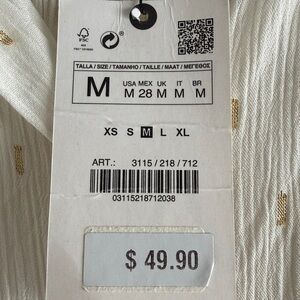 FSC
TALLA / SIZE / TAMANHO / TAILLE / MAAT / ΜΕΓΕΘΟΣ
M
USA MEX UK IT BR
M 28 M M M
XS S M L XL
ART.: 3115 / 218 / 712
03115218712038
$ 49.90